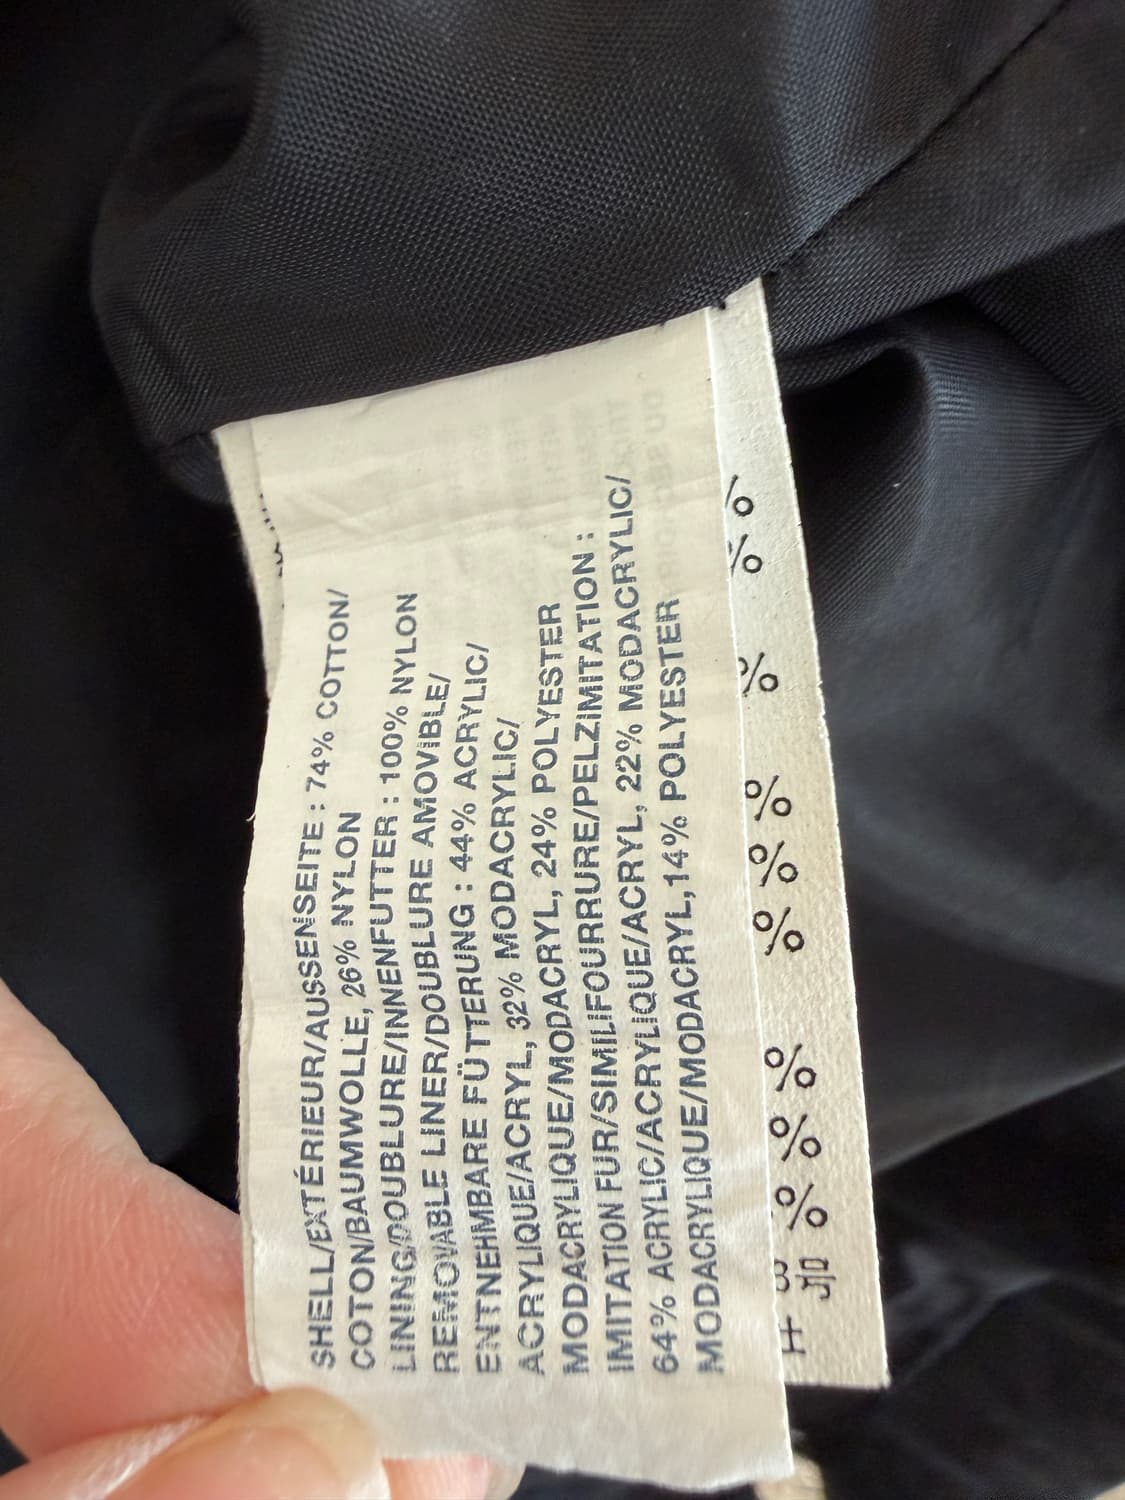 SHELL/EXTÉRIEUR/AUSSENSEITE : 74% COTTON/
COTON/BAUMWOLLE, 26% NYLON
LINING/DOUBLURE/INNENFUTTER : 100% NYLON
REMOVABLE LINER/DOUBLURE AMOVIBLE/
ENTNEHMBARE FÜTTERUNG : 44% ACRYLIC/
ACRYLIQUE/ACRYL, 32% MODACRYLIC/
MODACRYLIQUE/MODACRYL, 24% POLYESTER
IMITATION FUR/SIMILIFOURRURE/PELZIMITATION :
64% ACRYLIC/ACRYLIQUE/ACRYL, 22% MODACRYLIC/
MODACRYLIQUE/MODACRYL,14% POLYESTER
%
%
%
%
%
%
%
%
%